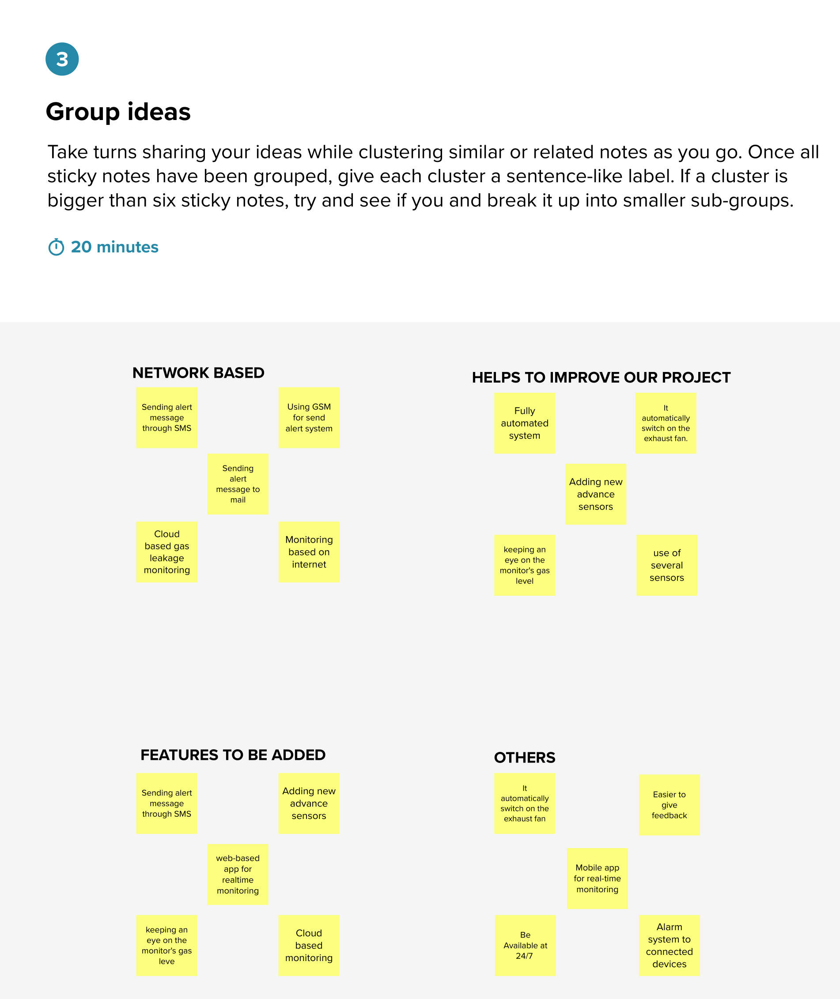 3
Group ideas
Take turns sharing your ideas while clustering similar or related notes as you go. Once all
sticky notes have been grouped, give each cluster a sentence-like label. If a cluster is
bigger than six sticky notes, try and see if you and break it up into smaller sub-groups.
20 minutes
NETWORK BASED
Sending alert
message
through SMS
Using GSM
for send
alert system
Sending
alert
message to
mail
Cloud
based gas
leakage
monitoring
Monitoring
based on
internet
HELPS TO IMPROVE OUR PROJECT
Fully
automated
system
It
automatically
switch on the
exhaust fan.
Adding new
advance
sensors
keeping an
eye on the
monitor's gas
level
use of
several
sensors
FEATURES TO BE ADDED
Sending alert
message
through SMS
Adding new
advance
sensors
web-based
app for
realtime
monitoring
keeping an
eye on the
monitor's gas
leve
Cloud
based
monitoring
OTHERS
It
automatically
switch on the
exhaust fan
Easier to
give
feedback
Mobile app
for real-time
monitoring
Be
Available at
24/7
Alarm
system to
connected
devices